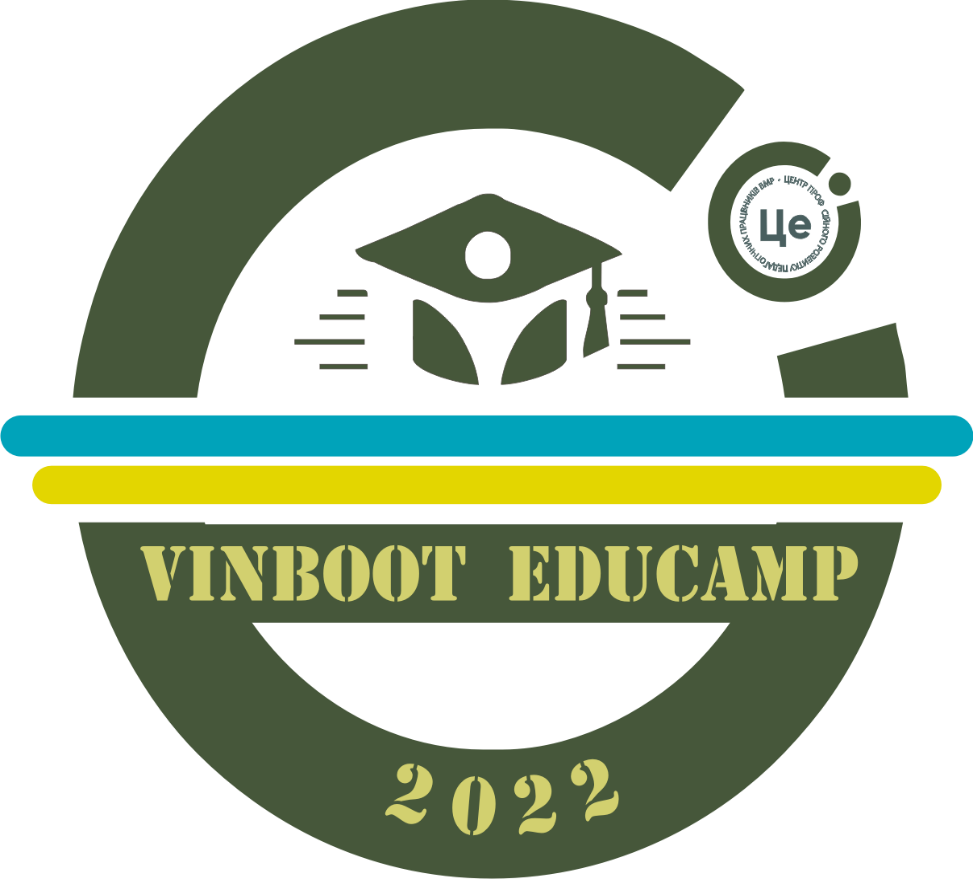 ЦЕНТР ПРОФЕСІЙНОГО РОЗВИТКУ ПЕДАГОГІЧНИХ ПРАЦІВНИКІВ ВМР •
Це
VINBOOT EDUCAMP
2022